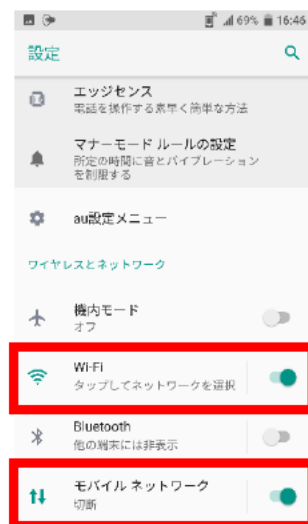 69% 16:46
設定
エッジセンス
電話を操作する素早く簡単な方法
マナーモード ルールの設定
所定の時間に音とバイブレーション
を制限する
au設定メニュー
ワイヤレスとネットワーク
機内モード
オフ
Wi-Fi
タップしてネットワークを選択
Bluetooth
他の端末には非表示
モバイル ネットワーク
切断